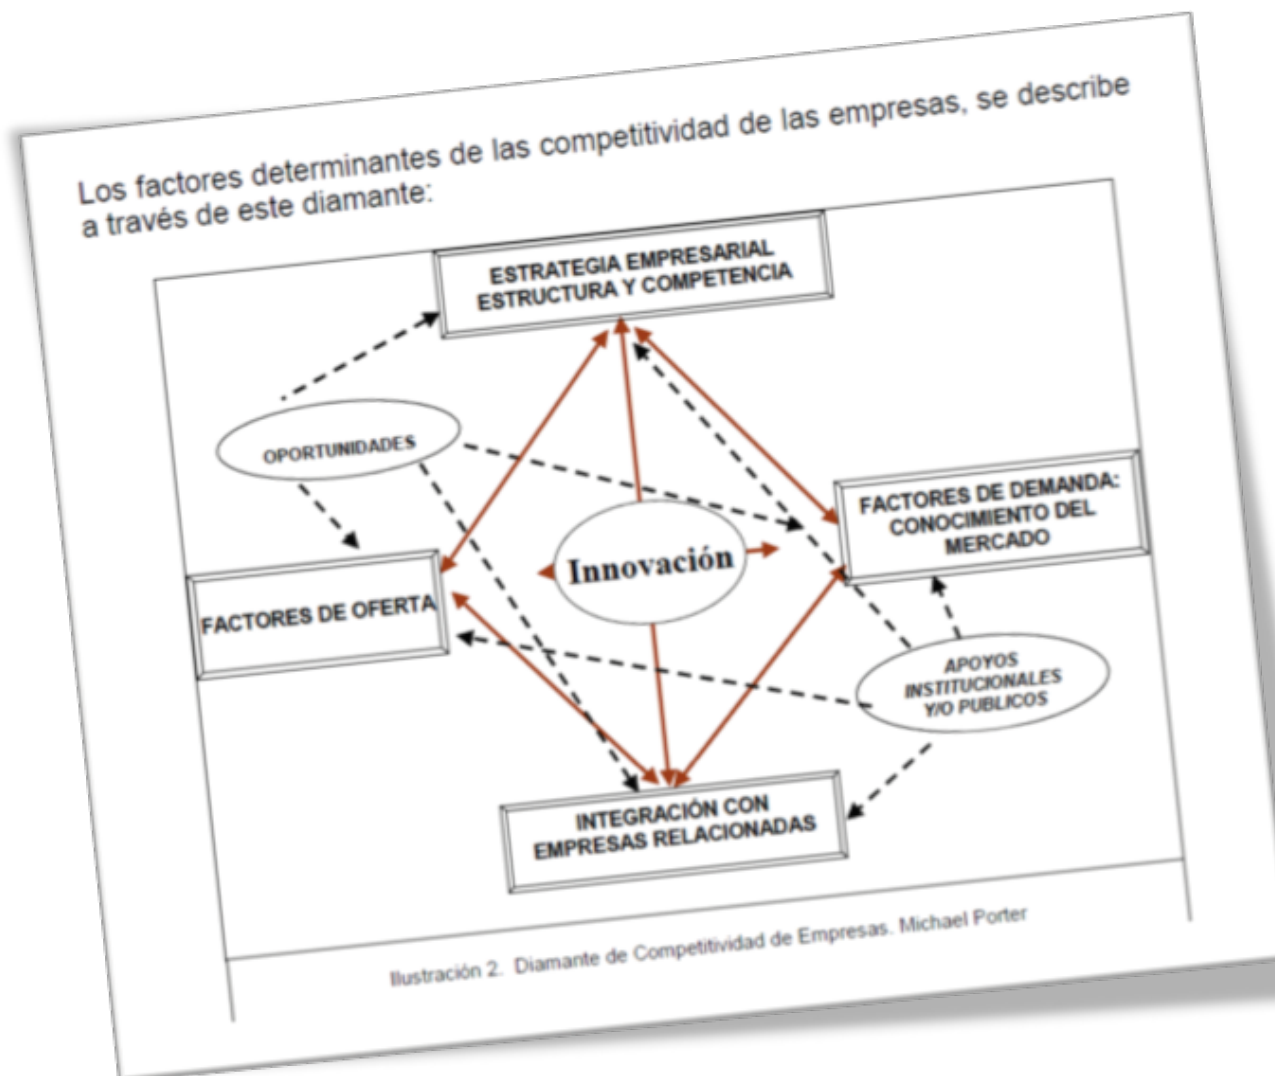 Los factores determinantes de las competitividad de las empresas, se describe
a través de este diamante:
ESTRATEGIA EMPRESARIAL
ESTRUCTURA Y COMPETENCIA
OPORTUNIDADES
FACTORES DE DEMANDA:
CONOCIMIENTO DEL
MERCADO
Innovación
FACTORES DE OFERTA
APOYOS
INSTITUCIONALES
Y/O PUBLICOS
INTEGRACIÓN CON
EMPRESAS RELACIONADAS
Ilustración 2. Diamante de Competitividad de Empresas. Michael Porter